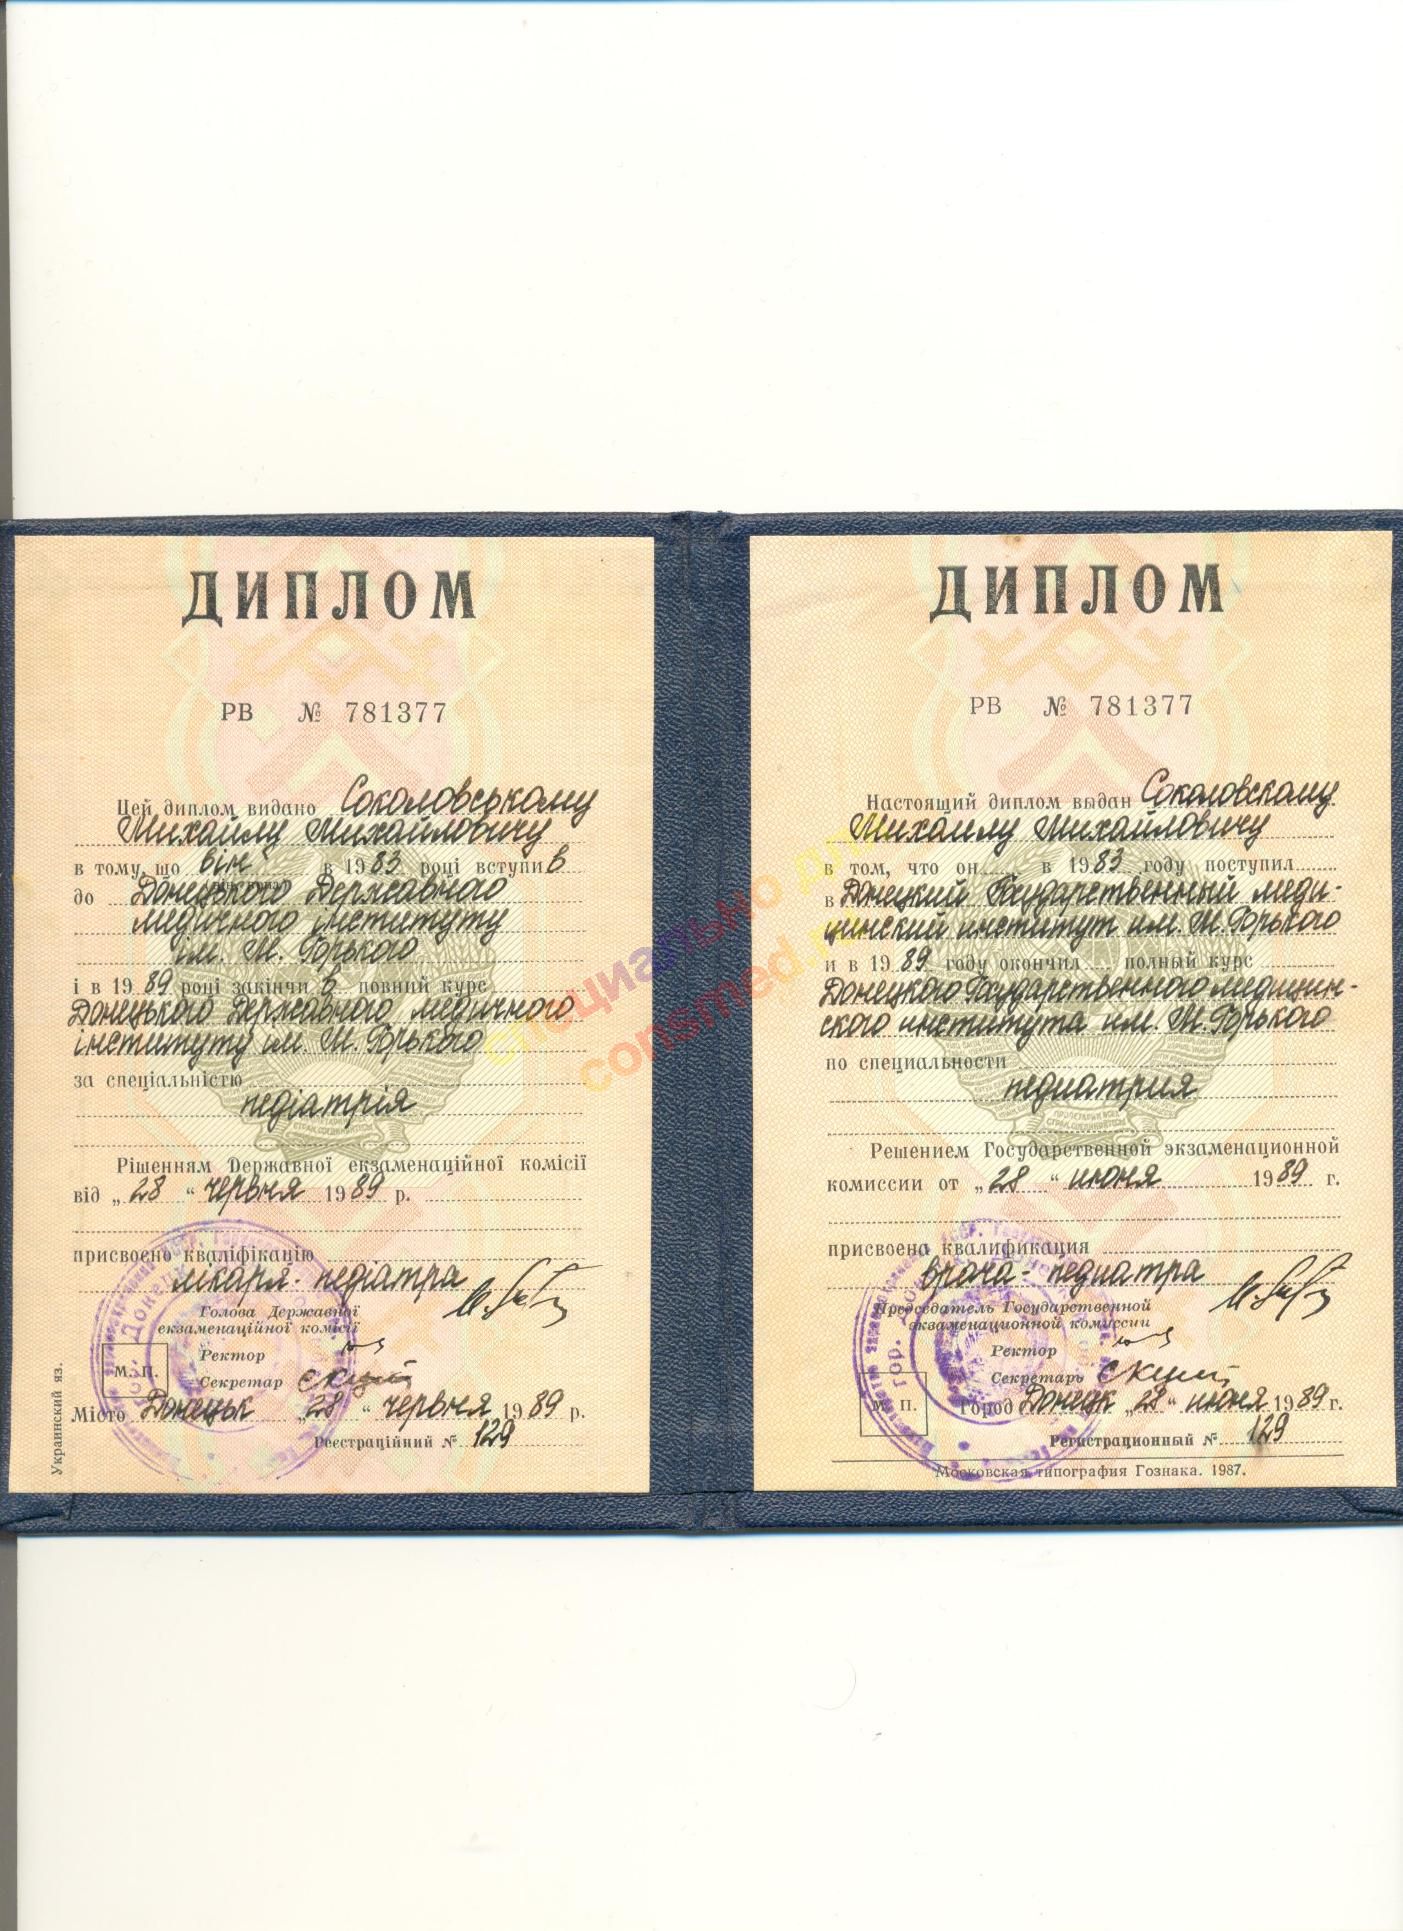 ДИПЛОМ
РВ № 781377
Цей диплом видано Соколовському
Михайлу Михайловичу
в тому, що він в 1983 році вступив
до Донецького Державного
медичного інституту
ім. М. Горького
і в 1989 році закінчив повний курс
Донецького Державного медичного
інституту ім. М. Горького
за спеціальністю
педіатрія
Рішенням Державної екзаменаційної комісії
від „28“ червня 1989 р.
присвоєно кваліфікацію
лікаря-педіатра
Голова Державної
екзаменаційної комісії
Ректор
М. П.
Секретар
Місто Донецьк „28“ червня 1989 р.
Реєстраційний № 129
Украинский яз.
ДИПЛОМ
РВ № 781377
Настоящий диплом выдан Соколовскому
Михаилу Михайловичу
в том, что он в 1983 году поступил
в Донецкий Государственный меди-
цинский институт им. М. Горького
и в 1989 году окончил полный курс
Донецкого Государственного медицин-
ского института им. М. Горького
по специальности
педиатрия
Решением Государственной экзаменационной
комиссии от „28“ июня 1989 г.
присвоена квалификация
врача-педиатра
Председатель Государственной
экзаменационной комиссии
Ректор
Секретарь
М. П.
Город Донецк „28“ июня 1989 г.
Регистрационный № 129
Московская типография Гознака. 1987.
специально для
consmed.ru